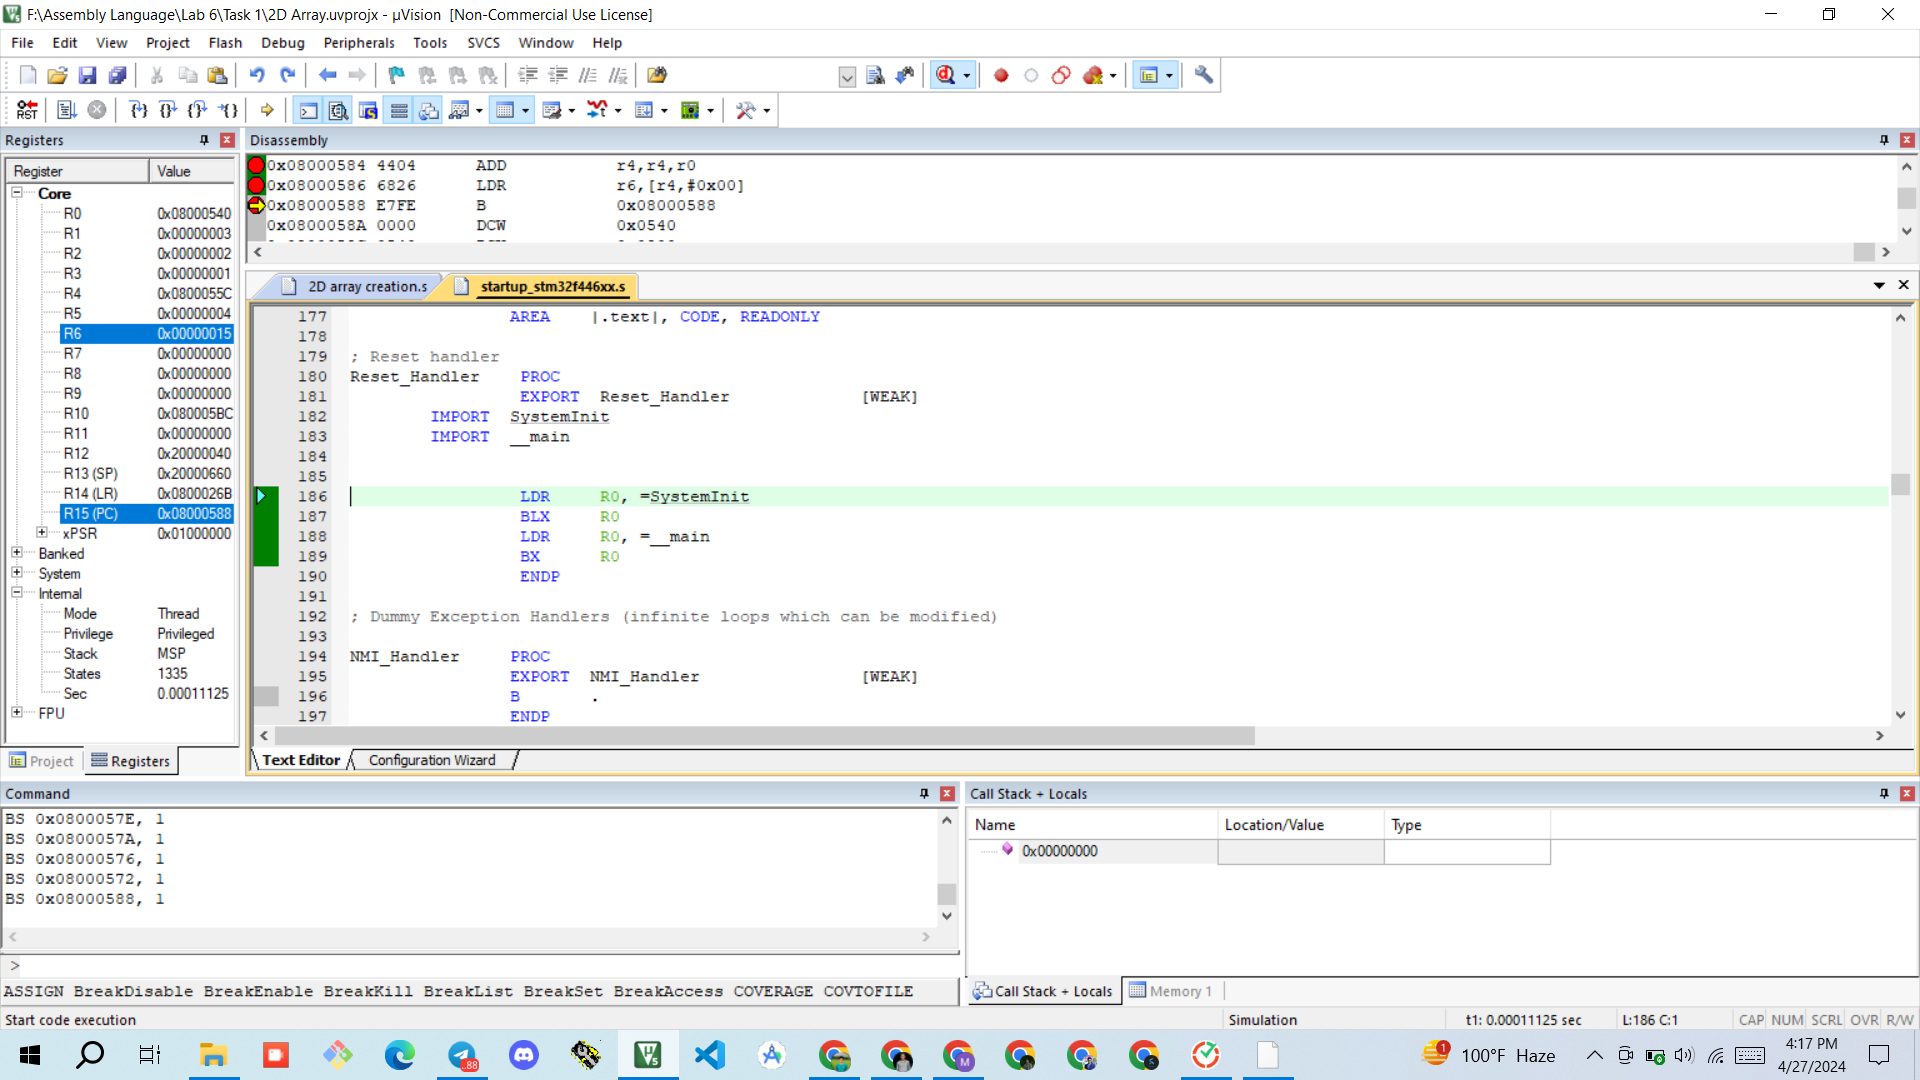 F:\Assembly Language\Lab 6\Task 1\2D Array.uvprojx - µVision [Non-Commercial Use License]
File Edit View Project Flash Debug Peripherals Tools SVCS Window Help
RST
Registers
Register Value
Core
R0 0x08000540
R1 0x00000003
R2 0x00000002
R3 0x00000001
R4 0x0800055C
R5 0x00000004
R6 0x00000015
R7 0x00000000
R8 0x00000000
R9 0x00000000
R10 0x080005BC
R11 0x00000000
R12 0x20000040
R13 (SP) 0x20000660
R14 (LR) 0x0800026B
R15 (PC) 0x08000588
xPSR 0x01000000
Banked
System
Internal
Mode Thread
Privilege Privileged
Stack MSP
States 1335
Sec 0.00011125
FPU
Project Registers
Disassembly
0x08000584 4404 ADD r4,r4,r0
0x08000586 6826 LDR r6,[r4,#0x00]
0x08000588 E7FE B 0x08000588
0x0800058A 0000 DCW 0x0540
2D array creation.s startup_stm32f446xx.s
177 AREA |.text|, CODE, READONLY
178
179 ; Reset handler
180 Reset_Handler PROC
181 EXPORT Reset_Handler [WEAK]
182 IMPORT SystemInit
183 IMPORT __main
184
185
186 LDR R0, =SystemInit
187 BLX R0
188 LDR R0, =__main
189 BX R0
190 ENDP
191
192 ; Dummy Exception Handlers (infinite loops which can be modified)
193
194 NMI_Handler PROC
195 EXPORT NMI_Handler [WEAK]
196 B .
197 ENDP
Text Editor Configuration Wizard
Command
BS 0x0800057E, 1
BS 0x0800057A, 1
BS 0x08000576, 1
BS 0x08000572, 1
BS 0x08000588, 1
>
ASSIGN BreakDisable BreakEnable BreakKill BreakList BreakSet BreakAccess COVERAGE COVTOFILE
Call Stack + Locals
Name Location/Value Type
0x00000000
Call Stack + Locals Memory 1
Start code execution Simulation t1: 0.00011125 sec L:186 C:1 CAP NUM SCRL OVR R/W
..88
1 100°F Haze
4:17 PM
4/27/2024